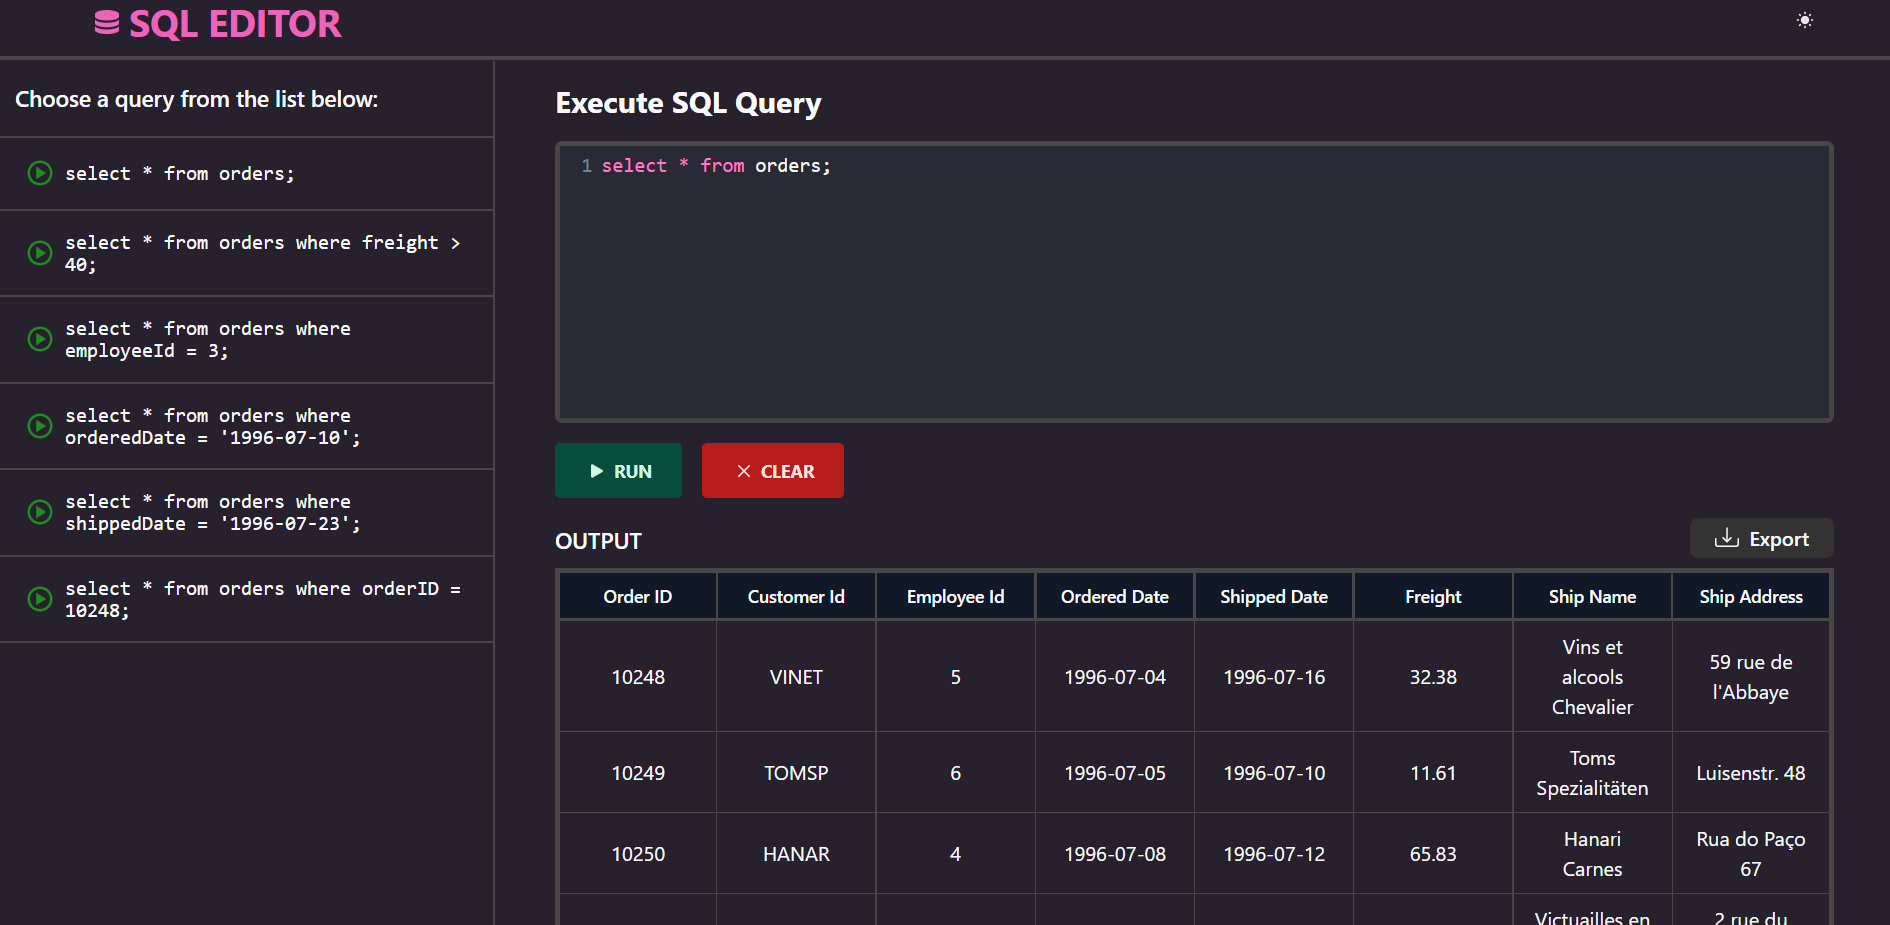 SQL EDITOR
Choose a query from the list below:
select * from orders;
select * from orders where freight >
40;
select * from orders where
employeeId = 3;
select * from orders where
orderedDate = '1996-07-10';
select * from orders where
shippedDate = '1996-07-23';
select * from orders where orderID =
10248;
Execute SQL Query
1 select * from orders;
RUN
CLEAR
OUTPUT
Export
Order ID Customer Id Employee Id Ordered Date Shipped Date Freight Ship Name Ship Address
10248 VINET 5 1996-07-04 1996-07-16 32.38
Vins et
alcools
Chevalier
59 rue de
l'Abbaye
10249 TOMSP 6 1996-07-05 1996-07-10 11.61
Toms
Spezialitäten
Luisenstr. 48
10250 HANAR 4 1996-07-08 1996-07-12 65.83
Hanari
Carnes
Rua do Paço
67
Victuailles en
2 rue du